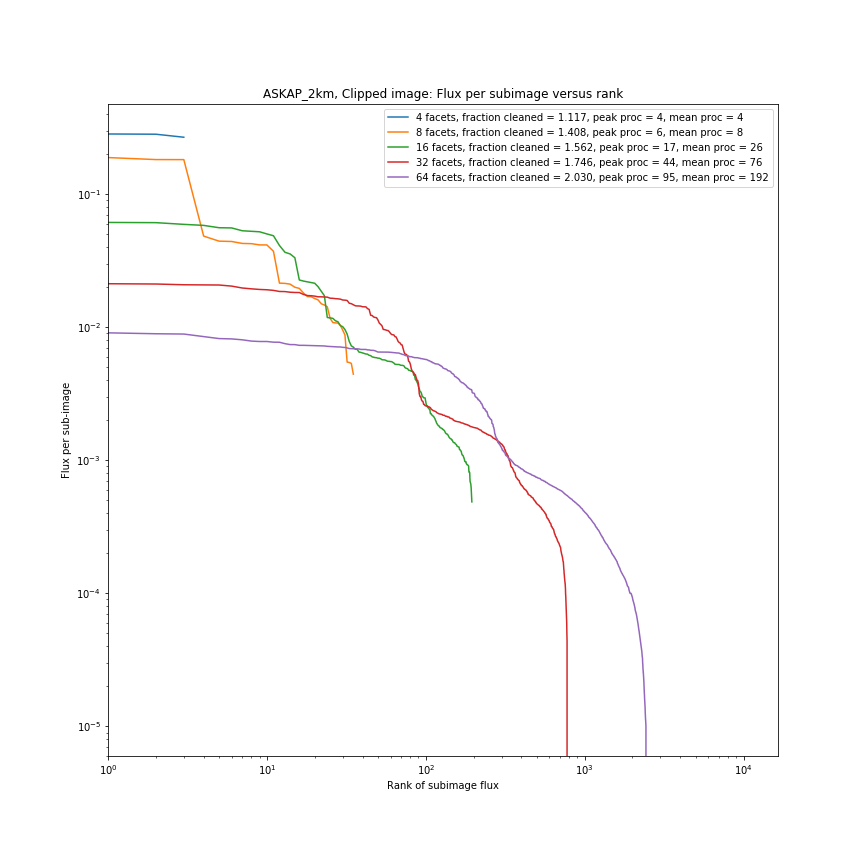 ASKAP_2km, Clipped image: Flux per subimage versus rank
4 facets, fraction cleaned = 1.117, peak proc = 4, mean proc = 4
8 facets, fraction cleaned = 1.408, peak proc = 6, mean proc = 8
16 facets, fraction cleaned = 1.562, peak proc = 17, mean proc = 26
32 facets, fraction cleaned = 1.746, peak proc = 44, mean proc = 76
64 facets, fraction cleaned = 2.030, peak proc = 95, mean proc = 192
Flux per sub-image
10⁻¹
10⁻²
10⁻³
10⁻⁴
10⁻⁵
10⁰ 10¹ 10² 10³ 10⁴
Rank of subimage flux